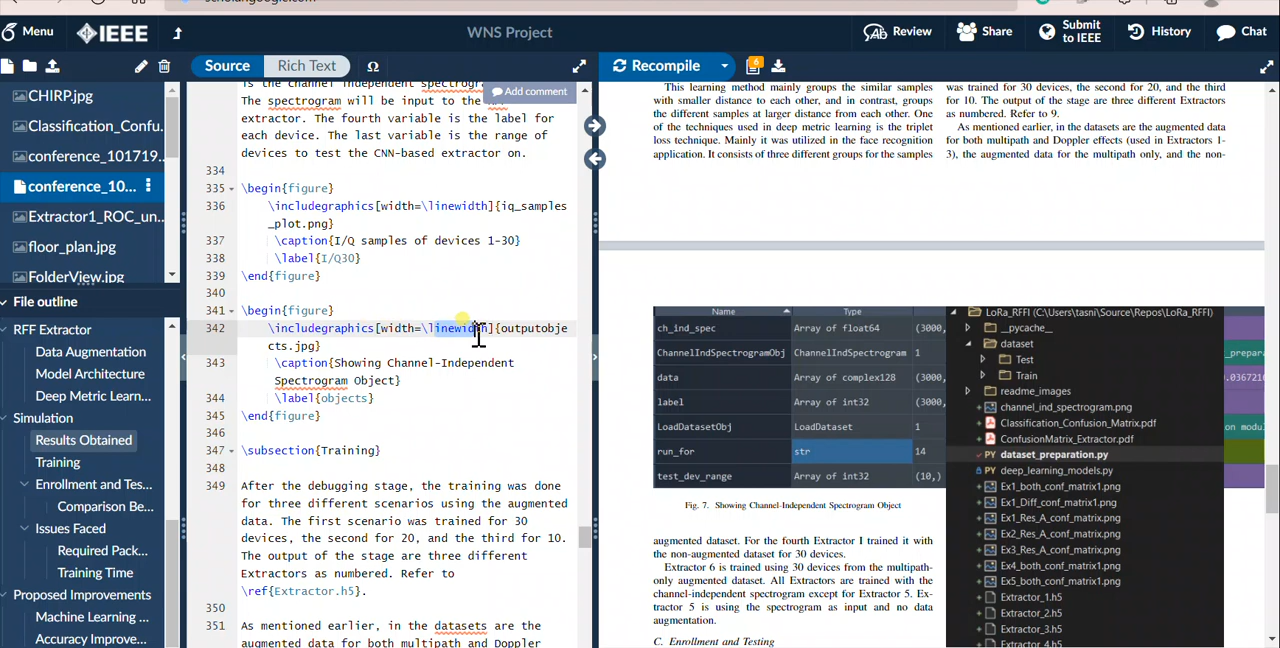 Menu
IEEE
WNS Project
Review
Share
Submit to IEEE
History
Chat
Source
Rich Text
Ω
Recompile
6
CHIRP.jpg
Classification_Confu...
conference_101719...
conference_10...
Extractor1_ROC_un...
floor_plan.jpg
FolderView.jpg
File outline
RFF Extractor
Data Augmentation
Model Architecture
Deep Metric Learn...
Simulation
Results Obtained
Training
Enrollment and Tes...
Comparison Be...
Issues Faced
Required Pack...
Training Time
Proposed Improvements
Machine Learning ...
Accuracy Improve...
Add comment
is the channel independent spectrog
The spectrogram will be input to the
extractor. The fourth variable is the label for
each device. The last variable is the range of
devices to test the CNN-based extractor on.
334
335 \begin{figure}
336 \includegraphics[width=\linewidth]{iq_samples
_plot.png}
337 \caption{I/Q samples of devices 1-30}
338 \label{I/Q30}
339 \end{figure}
340
341 \begin{figure}
342 \includegraphics[width=\linewidth]{outputobje
cts.jpg}
343 \caption{Showing Channel-Independent
Spectrogram Object}
344 \label{objects}
345 \end{figure}
346
347 \subsection{Training}
348
349 After the debugging stage, the training was done
for three different scenarios using the augmented
data. The first scenario was trained for 30
devices, the second for 20, and the third for 10.
The output of the stage are three different
Extractors as numbered. Refer to
\ref{Extractor.h5}.
350
351 As mentioned earlier, in the datasets are the
augmented data for both multipath and Doppler
This learning method mainly groups the similar samples
with smaller distance to each other, and in contrast, groups
the different samples at larger distance from each other. One
of the techniques used in deep metric learning is the triplet
loss technique. Mainly it was utilized in the face recognition
application. It consists of three different groups for the samples
was trained for 30 devices, the second for 20, and the third
for 10. The output of the stage are three different Extractors
as numbered. Refer to 9.
As mentioned earlier, in the datasets are the augmented data
for both multipath and Doppler effects (used in Extractors 1-
3), the augmented data for the multipath only, and the non-
Name Type
ch_ind_spec Array of float64 (3000,
ChannelIndSpectrogramObj ChannelIndSpectrogram 1
data Array of complex128 (3000,
label Array of int32 (3000,
LoadDatasetObj LoadDataset 1
run_for str 14
test_dev_range Array of int32 (10,)
Fig. 7. Showing Channel-Independent Spectrogram Object
augmented dataset. For the fourth Extractor I trained it with
the non-augmented dataset for 30 devices.
Extractor 6 is trained using 30 devices from the multipath-
only augmented dataset. All Extractors are trained with the
channel-independent spectrogram except for Extractor 5. Ex-
tractor 5 is using the spectrogram as input and no data
augmentation.
C. Enrollment and Testing
LoRa_RFFI (C:\Users\tasni\Source\Repos\LoRa_RFFI)
__pycache__
dataset
Test
Train
readme_images
channel_ind_spectrogram.png
Classification_Confusion_Matrix.pdf
ConfusionMatrix_Extractor.pdf
PY dataset_preparation.py
PY deep_learning_models.py
Ex1_both_conf_matrix1.png
Ex1_Diff_conf_matrix1.png
Ex1_Res_A_conf_matrix.png
Ex2_Res_A_conf_matrix.png
Ex3_Res_A_conf_matrix.png
Ex4_both_conf_matrix1.png
Ex5_both_conf_matrix1.png
Extractor_1.h5
Extractor_2.h5
Extractor_3.h5
Extractor_4.h5